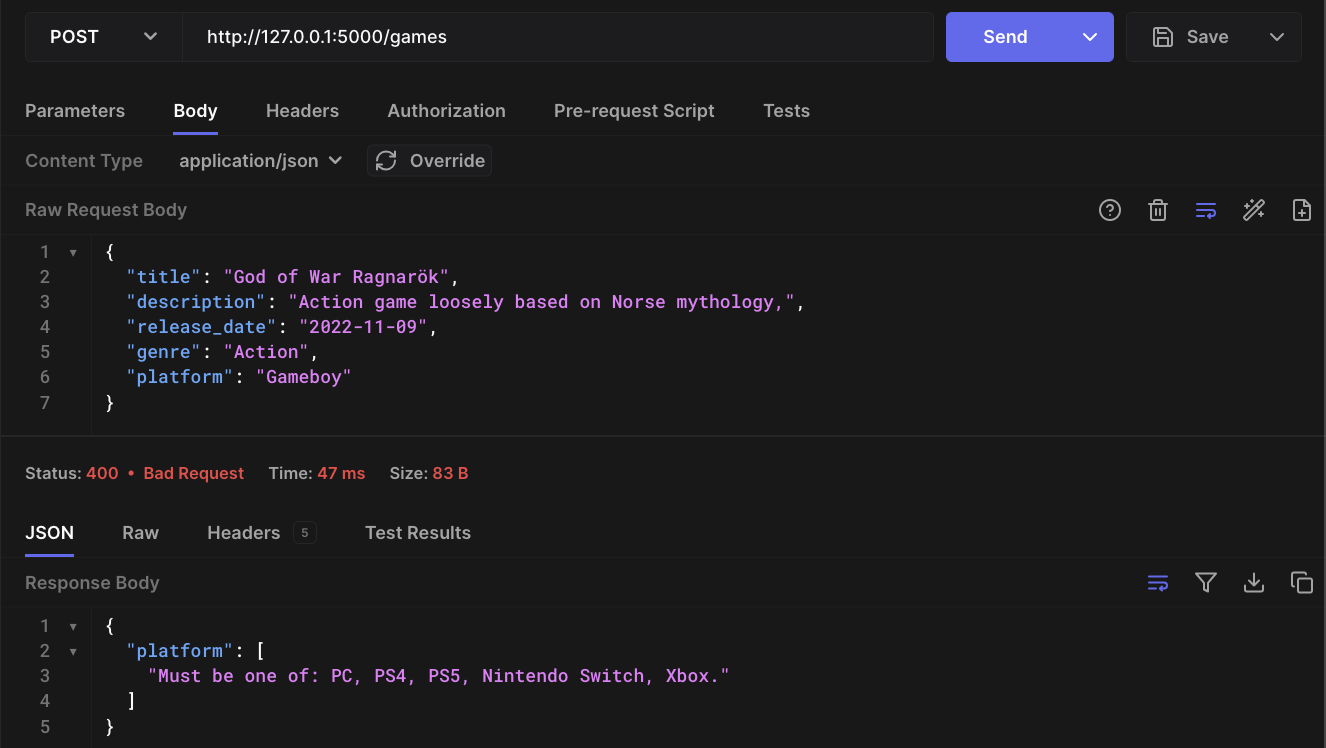 POST http://127.0.0.1:5000/games Send Save
Parameters Body Headers Authorization Pre-request Script Tests
Content Type application/json Override
Raw Request Body
1 {
2 "title": "God of War Ragnarök",
3 "description": "Action game loosely based on Norse mythology,",
4 "release_date": "2022-11-09",
5 "genre": "Action",
6 "platform": "Gameboy"
7 }
Status: 400 • Bad Request Time: 47 ms Size: 83 B
JSON Raw Headers 5 Test Results
Response Body
1 {
2 "platform": [
3 "Must be one of: PC, PS4, PS5, Nintendo Switch, Xbox."
4 ]
5 }